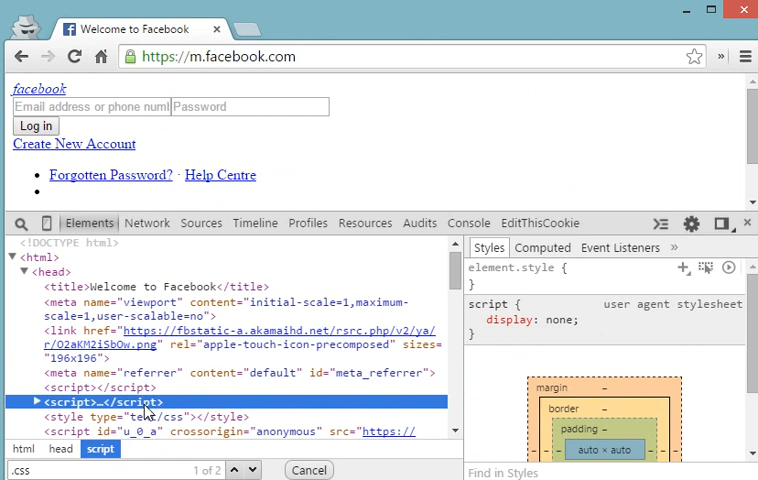 Welcome to Facebook
https://m.facebook.com
facebook
Email address or phone numl Password
Log in
Create New Account
Forgotten Password? · Help Centre
Elements Network Sources Timeline Profiles Resources Audits Console EditThisCookie
<!DOCTYPE html>
<html>
<head>
<title>Welcome to Facebook</title>
<meta name="viewport" content="initial-scale=1,maximum-
scale=1,user-scalable=no">
<link href="https://fbstatic-a.akamaihd.net/rsrc.php/v2/ya/
r/O2aKM2iSbOw.png" rel="apple-touch-icon-precomposed" sizes=
"196x196">
<meta name="referrer" content="default" id="meta_referrer">
<script></script>
<script>…</script>
<style type="text/css"></style>
<script id="u_0_a" crossorigin="anonymous" src="https://
html head script
.css 1 of 2 Cancel
Styles Computed Event Listeners »
element.style {
}
script { user agent stylesheet
display: none;
}
margin –
border –
padding –
– – – auto × auto – – –
Find in Styles